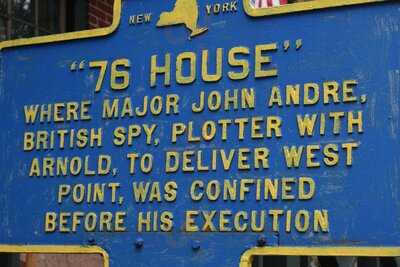 NEW YORK
"76 HOUSE"
WHERE MAJOR JOHN ANDRE,
BRITISH SPY, PLOTTER WITH
ARNOLD, TO DELIVER WEST
POINT, WAS CONFINED
BEFORE HIS EXECUTION